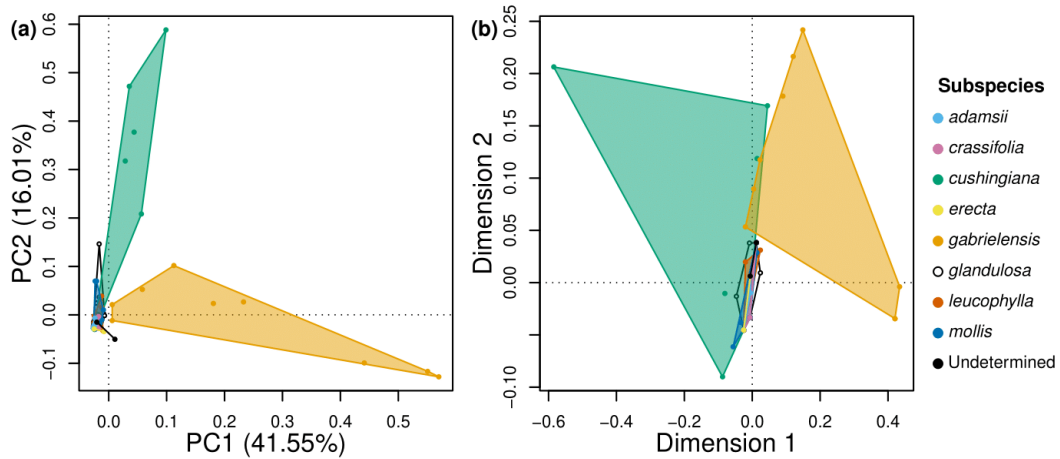 (a)
PC2 (16.01%)
0.6
0.5
0.4
0.3
0.2
0.1
0.0
−0.1
0.0 0.1 0.2 0.3 0.4 0.5
PC1 (41.55%)
(b)
Dimension 2
0.25
0.20
0.15
0.10
0.05
0.00
−0.10
−0.6 −0.4 −0.2 0.0 0.2 0.4
Dimension 1
Subspecies
adamsii
crassifolia
cushingiana
erecta
gabrielensis
glandulosa
leucophylla
mollis
Undetermined